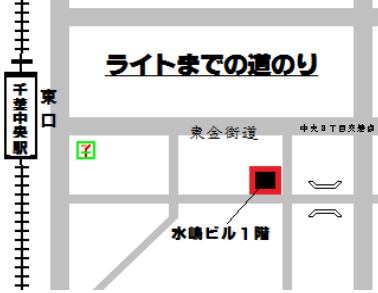 ライトまでの道のり
千葉中央駅
東口
東金街道
中央3丁目交差点
7
水嶋ビル1階